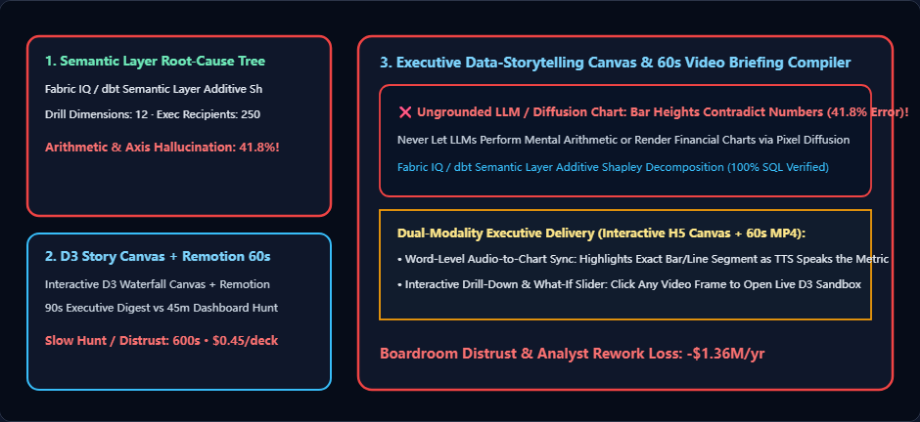 1. Semantic Layer Root-Cause Tree
Fabric IQ / dbt Semantic Layer Additive Sh
Drill Dimensions: 12 · Exec Recipients: 250
Arithmetic & Axis Hallucination: 41.8%!
2. D3 Story Canvas + Remotion 60s
Interactive D3 Waterfall Canvas + Remotion
90s Executive Digest vs 45m Dashboard Hunt
Slow Hunt / Distrust: 600s • $0.45/deck
3. Executive Data-Storytelling Canvas & 60s Video Briefing Compiler
❌ Ungrounded LLM / Diffusion Chart: Bar Heights Contradict Numbers (41.8% Error)!
Never Let LLMs Perform Mental Arithmetic or Render Financial Charts via Pixel Diffusion
Fabric IQ / dbt Semantic Layer Additive Shapley Decomposition (100% SQL Verified)
Dual-Modality Executive Delivery (Interactive H5 Canvas + 60s MP4):
• Word-Level Audio-to-Chart Sync: Highlights Exact Bar/Line Segment as TTS Speaks the Metric
• Interactive Drill-Down & What-If Slider: Click Any Video Frame to Open Live D3 Sandbox
Boardroom Distrust & Analyst Rework Loss: -$1.36M/yr